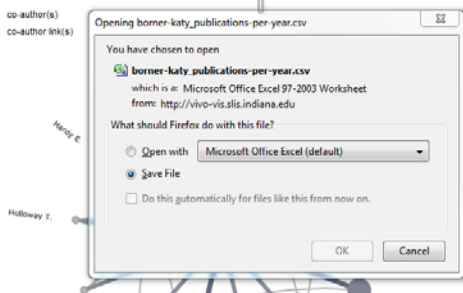 co-author(s)
co-author link(s)
Opening borner-katy_publications-per-year.csv
You have chosen to open
borner-katy_publications-per-year.csv
which is a: Microsoft Office Excel 97-2003 Worksheet
from: http://vivo-vis.slis.indiana.edu
What should Firefox do with this file?
Open with Microsoft Office Excel (default)
Save File
Do this automatically for files like this from now on.
OK Cancel
Hardy E.
Holloway T.